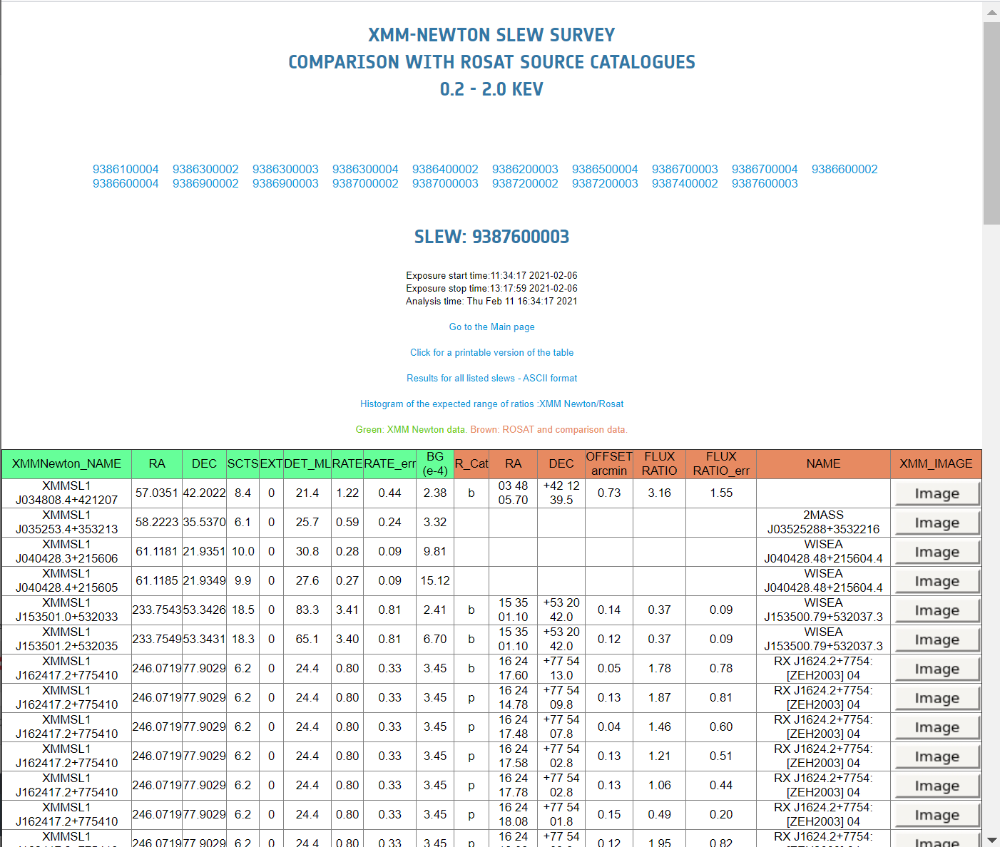 XMM-NEWTON SLEW SURVEY
COMPARISON WITH ROSAT SOURCE CATALOGUES
0.2 - 2.0 KEV
9386100004 9386300002 9386300003 9386300004 9386400002 9386200003 9386500004 9386700003 9386700004 9386600002
9386600004 9386900002 9386900003 9387000002 9387000003 9387200002 9387200003 9387400002 9387600003
SLEW: 9387600003
Exposure start time:11:34:17 2021-02-06
Exposure stop time:13:17:59 2021-02-06
Analysis time: Thu Feb 11 16:34:17 2021
Go to the Main page
Click for a printable version of the table
Results for all listed slews - ASCII format
Histogram of the expected range of ratios :XMM Newton/Rosat
Green: XMM Newton data. Brown: ROSAT and comparison data.
XMMNewton_NAME RA DEC SCTS EXT DET_ML RATE RATE_err BG (e-4) R_Cat RA DEC OFFSET arcmin FLUX RATIO FLUX RATIO_err NAME XMM_IMAGE
XMMSL1 J034808.4+421207 57.0351 42.2022 8.4 0 21.4 1.22 0.44 2.38 b 03 48 05.70 +42 12 39.5 0.73 3.16 1.55 Image
XMMSL1 J035253.4+353213 58.2223 35.5370 6.1 0 25.7 0.59 0.24 3.32 2MASS J03525288+3532216 Image
XMMSL1 J040428.3+215606 61.1181 21.9351 10.0 0 30.8 0.28 0.09 9.81 WISEA J040428.48+215604.4 Image
XMMSL1 J040428.4+215605 61.1185 21.9349 9.9 0 27.6 0.27 0.09 15.12 WISEA J040428.48+215604.4 Image
XMMSL1 J153501.0+532033 233.7543 53.3426 18.5 0 83.3 3.41 0.81 2.41 b 15 35 01.10 +53 20 42.0 0.14 0.37 0.09 WISEA J153500.79+532037.3 Image
XMMSL1 J153501.2+532035 233.7549 53.3431 18.3 0 65.1 3.40 0.81 6.70 b 15 35 01.10 +53 20 42.0 0.12 0.37 0.09 WISEA J153500.79+532037.3 Image
XMMSL1 J162417.2+775410 246.0719 77.9029 6.2 0 24.4 0.80 0.33 3.45 b 16 24 17.60 +77 54 13.0 0.05 1.78 0.78 RX J1624.2+7754: [ZEH2003] 04 Image
XMMSL1 J162417.2+775410 246.0719 77.9029 6.2 0 24.4 0.80 0.33 3.45 p 16 24 14.78 +77 54 09.8 0.13 1.87 0.81 RX J1624.2+7754: [ZEH2003] 04 Image
XMMSL1 J162417.2+775410 246.0719 77.9029 6.2 0 24.4 0.80 0.33 3.45 p 16 24 17.48 +77 54 07.8 0.04 1.46 0.60 RX J1624.2+7754: [ZEH2003] 04 Image
XMMSL1 J162417.2+775410 246.0719 77.9029 6.2 0 24.4 0.80 0.33 3.45 p 16 24 17.58 +77 54 02.8 0.13 1.21 0.51 RX J1624.2+7754: [ZEH2003] 04 Image
XMMSL1 J162417.2+775410 246.0719 77.9029 6.2 0 24.4 0.80 0.33 3.45 p 16 24 17.78 +77 54 02.8 0.13 1.06 0.44 RX J1624.2+7754: [ZEH2003] 04 Image
XMMSL1 J162417.2+775410 246.0719 77.9029 6.2 0 24.4 0.80 0.33 3.45 p 16 24 18.08 +77 54 01.8 0.15 0.49 0.20 RX J1624.2+7754: [ZEH2003] 04 Image
XMMSL1 246.0719 77.9029 6.2 0 24.4 0.80 0.33 3.45 p 16 24 +77 54 0.12 1.95 0.82 RX J1624.2+7754: Image